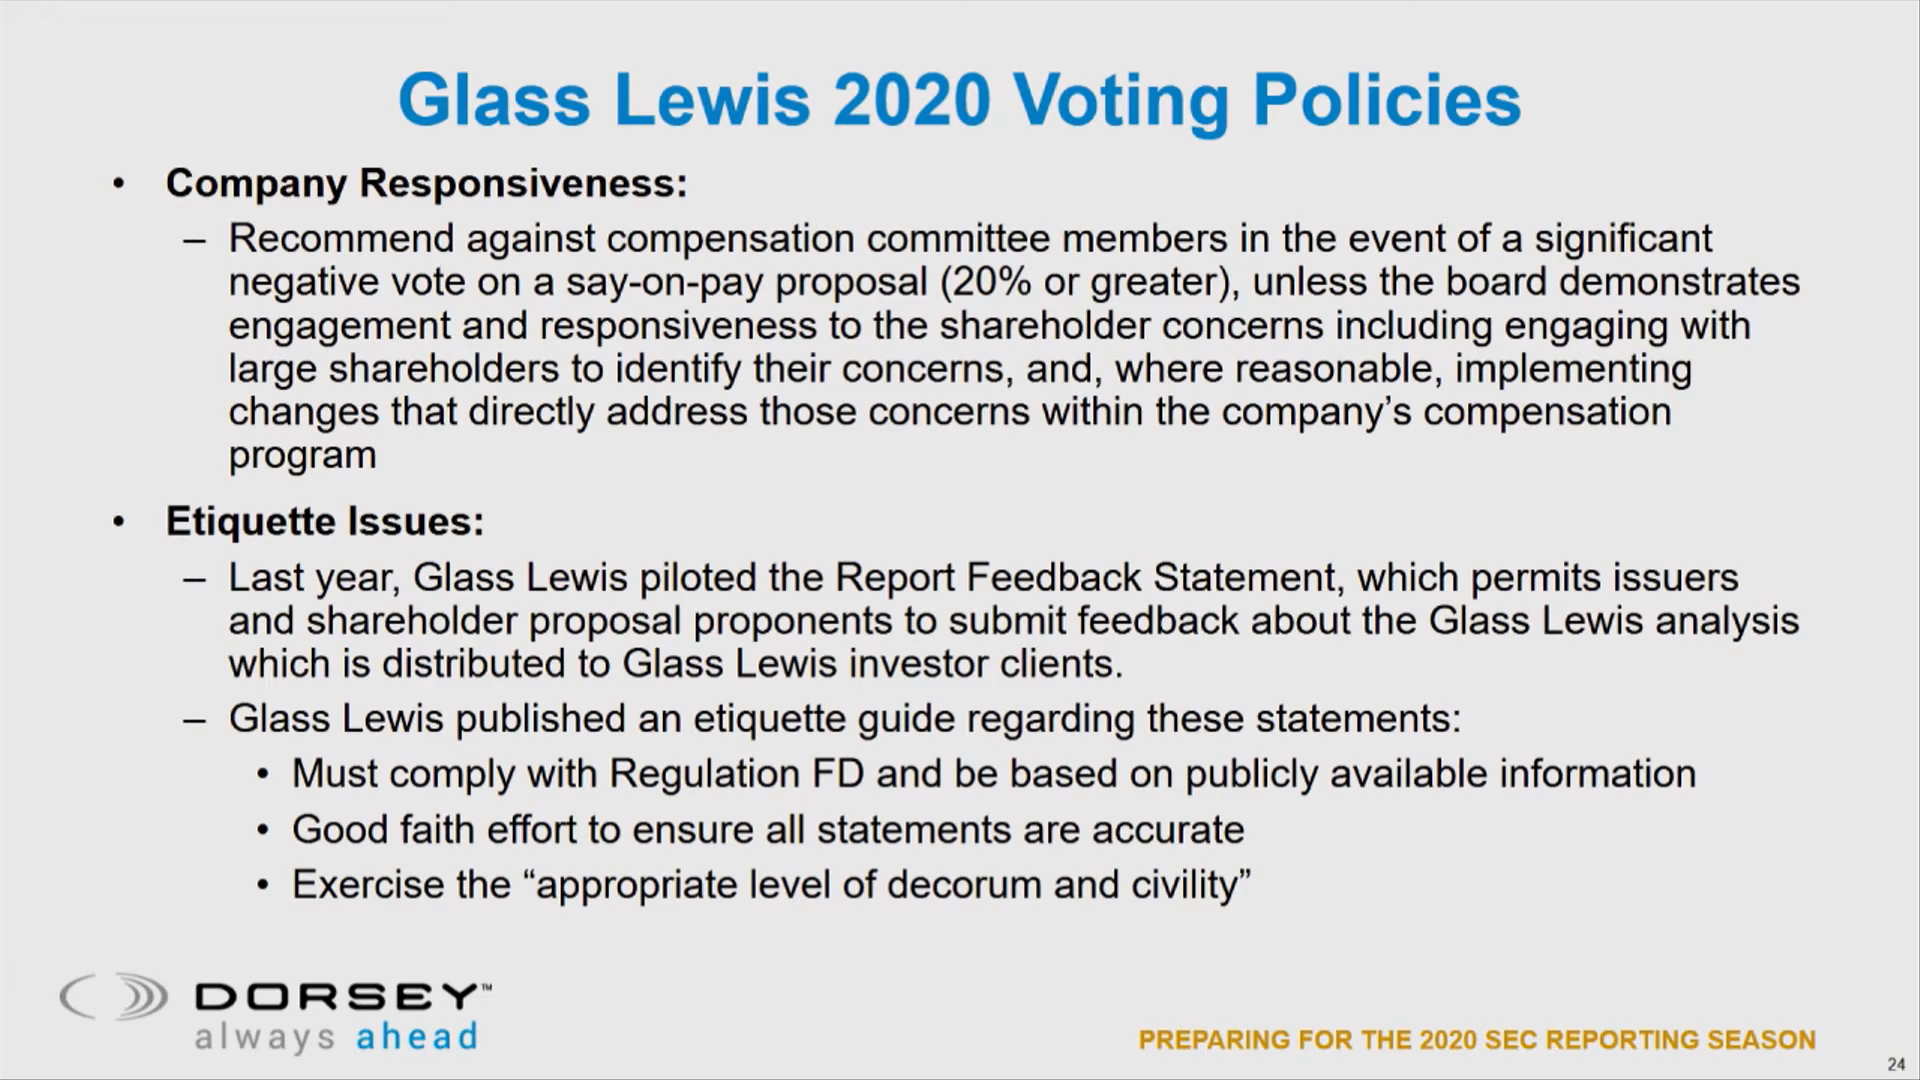 Glass Lewis 2020 Voting Policies
• Company Responsiveness:
– Recommend against compensation committee members in the event of a significant
negative vote on a say-on-pay proposal (20% or greater), unless the board demonstrates
engagement and responsiveness to the shareholder concerns including engaging with
large shareholders to identify their concerns, and, where reasonable, implementing
changes that directly address those concerns within the company’s compensation
program
• Etiquette Issues:
– Last year, Glass Lewis piloted the Report Feedback Statement, which permits issuers
and shareholder proposal proponents to submit feedback about the Glass Lewis analysis
which is distributed to Glass Lewis investor clients.
– Glass Lewis published an etiquette guide regarding these statements:
• Must comply with Regulation FD and be based on publicly available information
• Good faith effort to ensure all statements are accurate
• Exercise the “appropriate level of decorum and civility”
DORSEY™
always ahead
PREPARING FOR THE 2020 SEC REPORTING SEASON
24